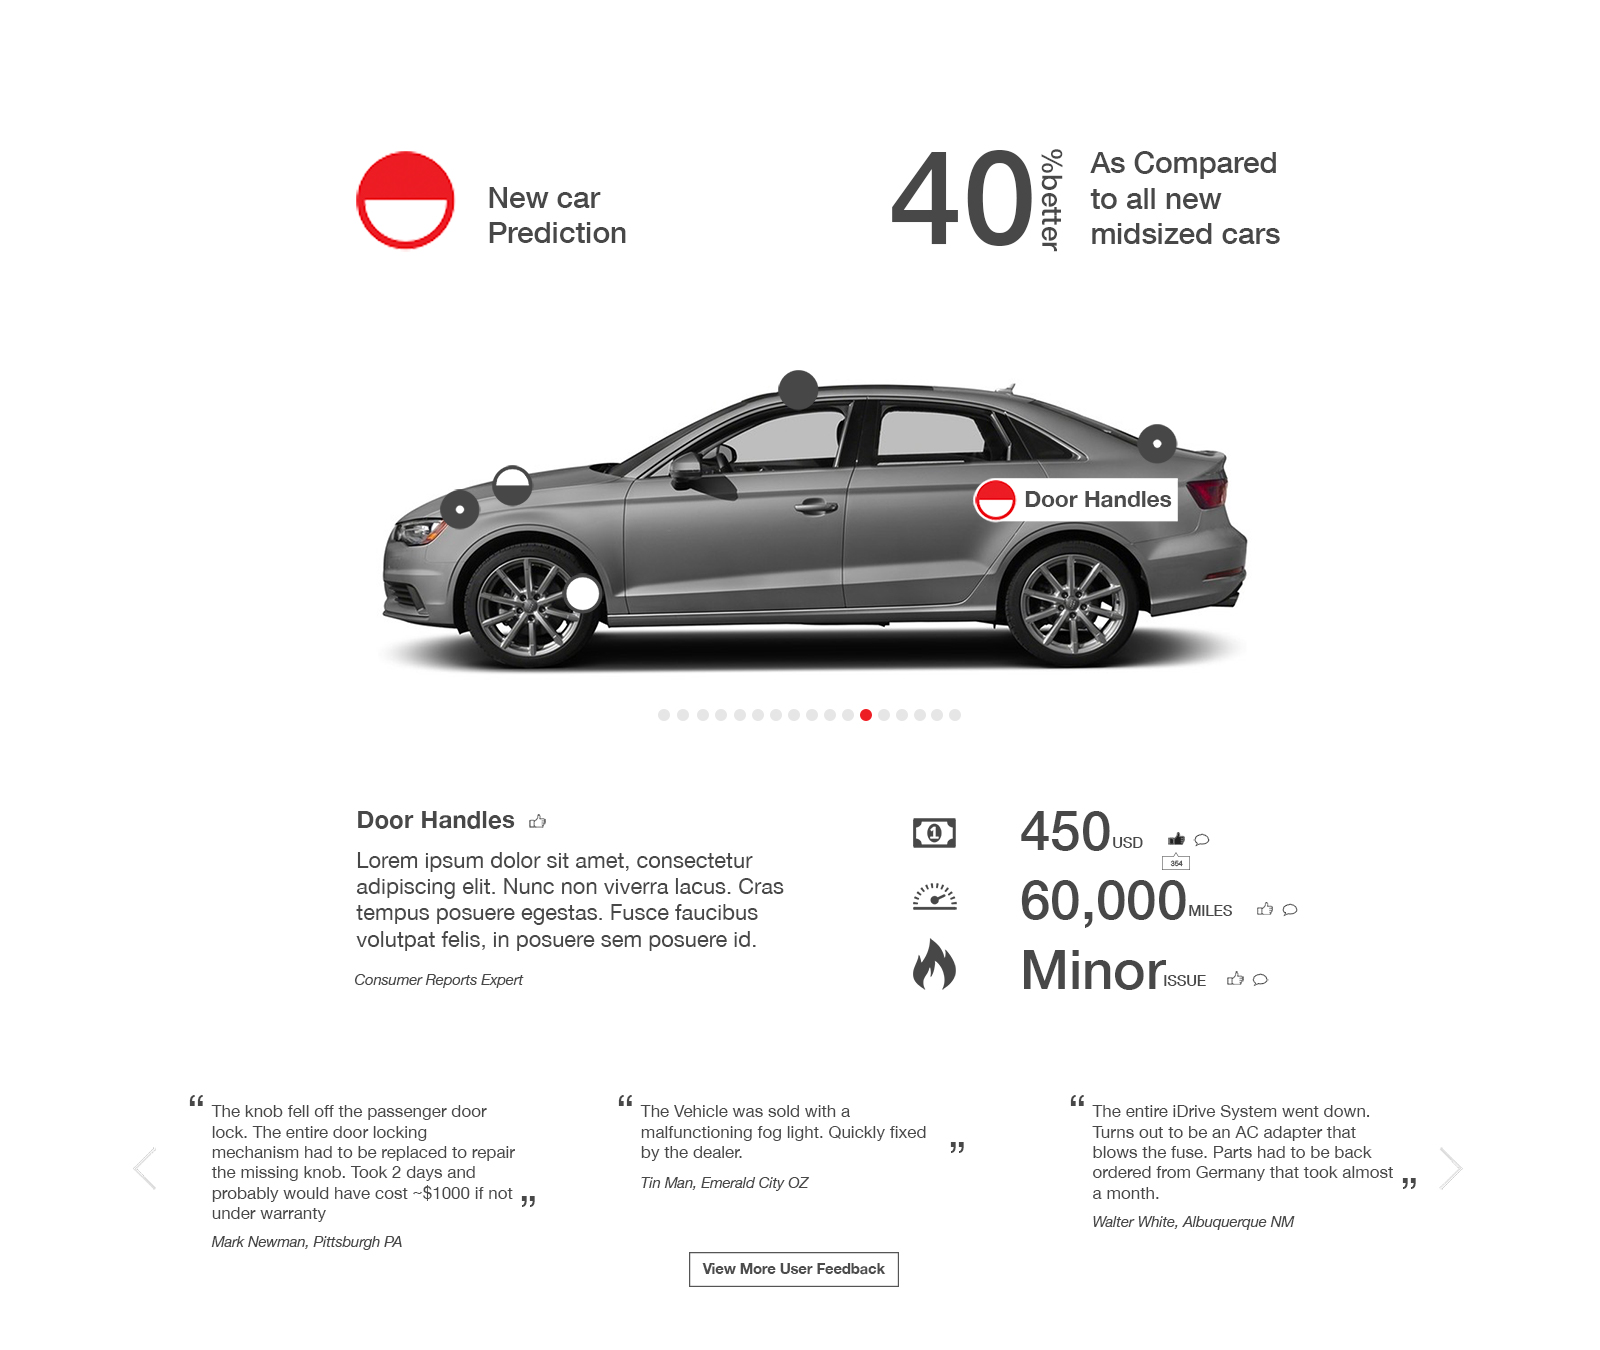 New car
Prediction
40
%better
As Compared
to all new
midsized cars
Door Handles
Door Handles
Lorem ipsum dolor sit amet, consectetur
adipiscing elit. Nunc non viverra lacus. Cras
tempus posuere egestas. Fusce faucibus
volutpat felis, in posuere sem posuere id.
Consumer Reports Expert
1
450USD
364
60,000MILES
MinorISSUE
“ The knob fell off the passenger door
lock. The entire door locking
mechanism had to be replaced to repair
the missing knob. Took 2 days and
probably would have cost ~$1000 if not
under warranty ”
Mark Newman, Pittsburgh PA
“ The Vehicle was sold with a
malfunctioning fog light. Quickly fixed
by the dealer. ”
Tin Man, Emerald City OZ
“ The entire iDrive System went down.
Turns out to be an AC adapter that
blows the fuse. Parts had to be back
ordered from Germany that took almost
a month. ”
Walter White, Albuquerque NM
View More User Feedback